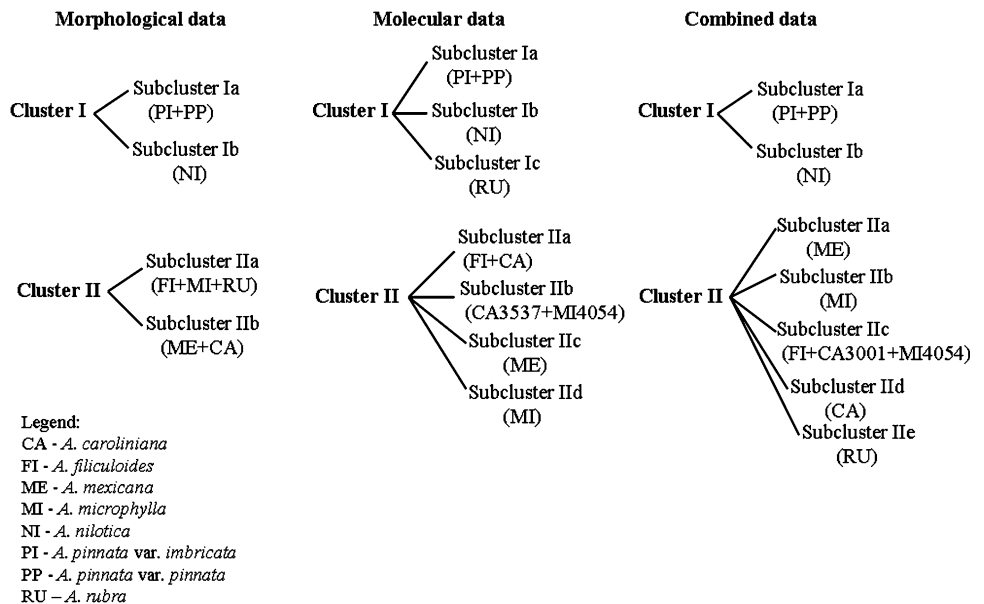 Morphological data
Cluster I
Subcluster Ia
(PI+PP)
Subcluster Ib
(NI)
Cluster II
Subcluster IIa
(FI+MI+RU)
Subcluster IIb
(ME+CA)
Molecular data
Cluster I
Subcluster Ia
(PI+PP)
Subcluster Ib
(NI)
Subcluster Ic
(RU)
Cluster II
Subcluster IIa
(FI+CA)
Subcluster IIb
(CA3537+MI4054)
Subcluster IIc
(ME)
Subcluster IId
(MI)
Combined data
Cluster I
Subcluster Ia
(PI+PP)
Subcluster Ib
(NI)
Cluster II
Subcluster IIa
(ME)
Subcluster IIb
(MI)
Subcluster IIc
(FI+CA3001+MI4054)
Subcluster IId
(CA)
Subcluster IIe
(RU)
Legend:
CA - A. caroliniana
FI - A. filiculoides
ME - A. mexicana
MI - A. microphylla
NI - A. nilotica
PI - A. pinnata var. imbricata
PP - A. pinnata var. pinnata
RU – A. rubra